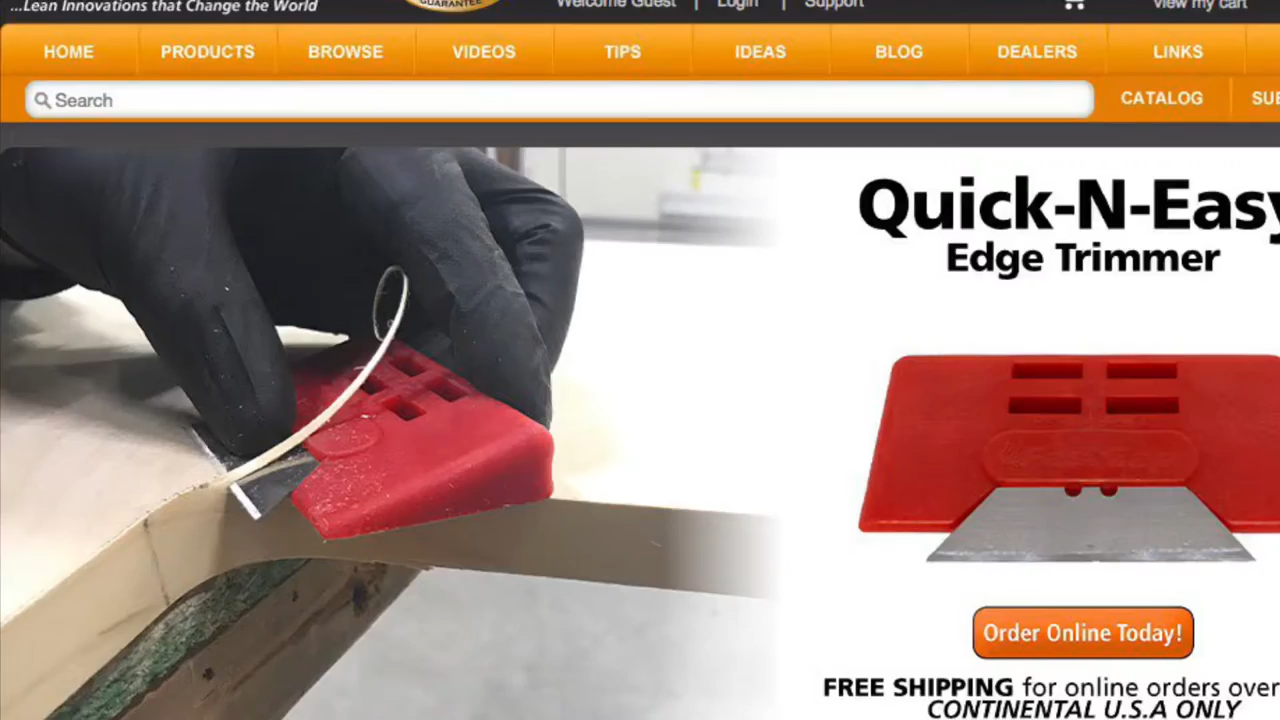 ...Lean Innovations that Change the World
GUARANTEE
Welcome Guest | Login | Support
view my cart
HOME
PRODUCTS
BROWSE
VIDEOS
TIPS
IDEAS
BLOG
DEALERS
LINKS
Search
CATALOG
Quick-N-Easy
Edge Trimmer
Order Online Today!
FREE SHIPPING for online orders over
CONTINENTAL U.S.A ONLY